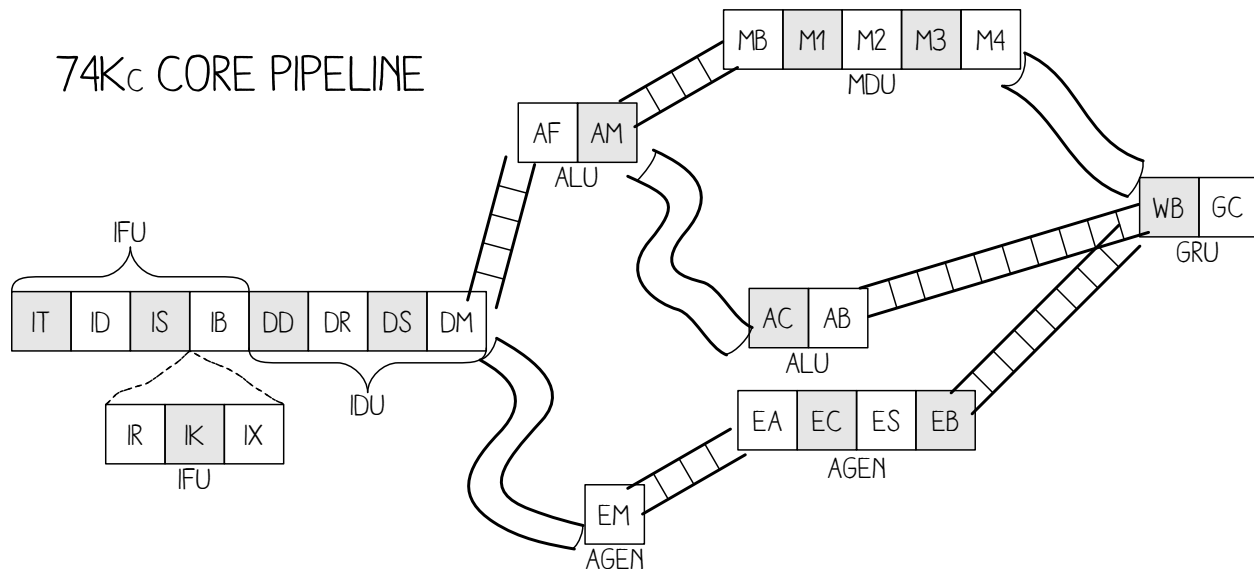 74Kc CORE PIPELINE
MB M1 M2 M3 M4
MDU
AF AM
ALU
WB GC
GRU
IFU
IT ID IS IB DD DR DS DM
IDU
AC AB
ALU
IR IK IX
IFU
EA EC ES EB
AGEN
EM
AGEN